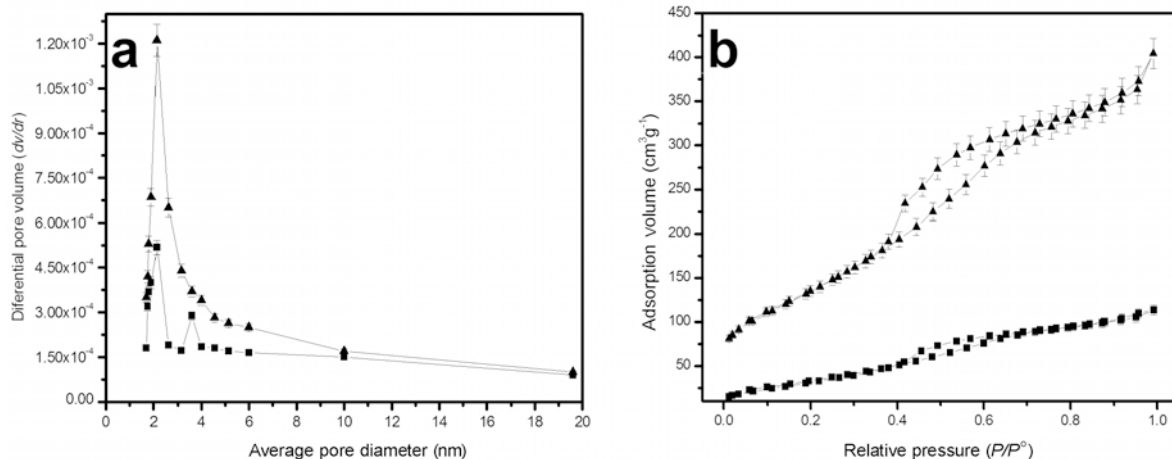 a
1.20x10⁻³
1.05x10⁻³
9.00x10⁻⁴
7.50x10⁻⁴
6.00x10⁻⁴
4.50x10⁻⁴
3.00x10⁻⁴
1.50x10⁻⁴
0.00
Diferential pore volume (dv/dr)
0 2 4 6 8 10 12 14 16 18 20
Average pore diameter (nm)
b
450
400
350
300
250
200
150
100
50
Adsorption volume (cm³g⁻¹)
0.0 0.2 0.4 0.6 0.8 1.0
Relative pressure (P/P°)